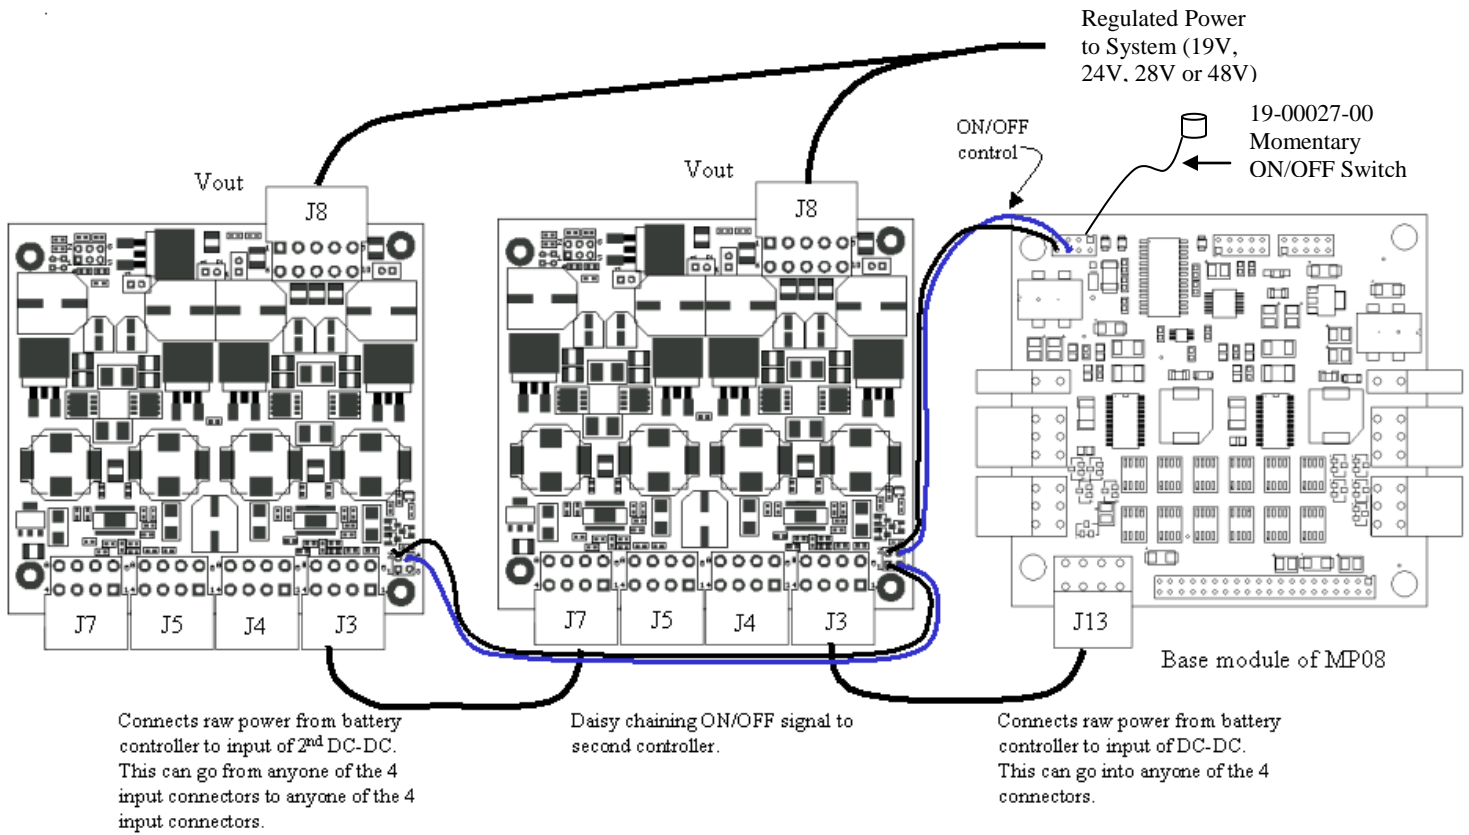 Regulated Power
to System (19V,
24V, 28V or 48V)
19-00027-00
Momentary
ON/OFF Switch
ON/OFF
control
Vout
J8
Vout
J8
J7
J5
J4
J3
J7
J5
J4
J3
J13
Base module of MP08
Connects raw power from battery
controller to input of 2nd DC-DC.
This can go from anyone of the 4
input connectors to anyone of the 4
input connectors.
Daisy chaining ON/OFF signal to
second controller.
Connects raw power from battery
controller to input of DC-DC.
This can go into anyone of the 4
connectors.